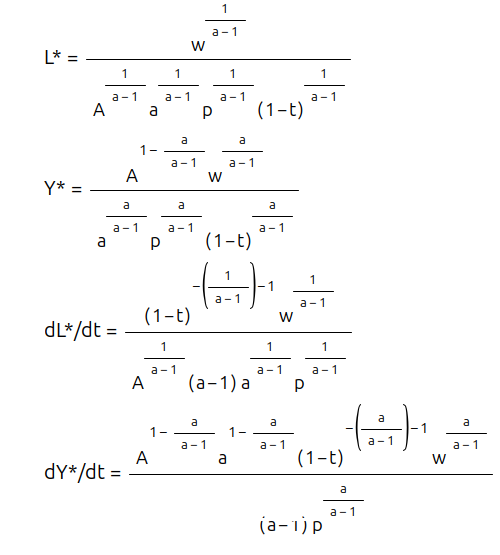 L* = w^(1/(a−1)) / (A^(1/(a−1)) a^(1/(a−1)) p^(1/(a−1)) (1−t)^(1/(a−1)))
Y* = A^(1−a/(a−1)) w^(a/(a−1)) / (a^(a/(a−1)) p^(a/(a−1)) (1−t)^(a/(a−1)))
dL*/dt = (1−t)^(−(1/(a−1))−1) w^(1/(a−1)) / (A^(1/(a−1)) (a−1) a^(1/(a−1)) p^(1/(a−1)))
dY*/dt = A^(1−a/(a−1)) a^(1−a/(a−1)) (1−t)^(−(a/(a−1))−1) w^(a/(a−1)) / ((a−1) p^(a/(a−1)))